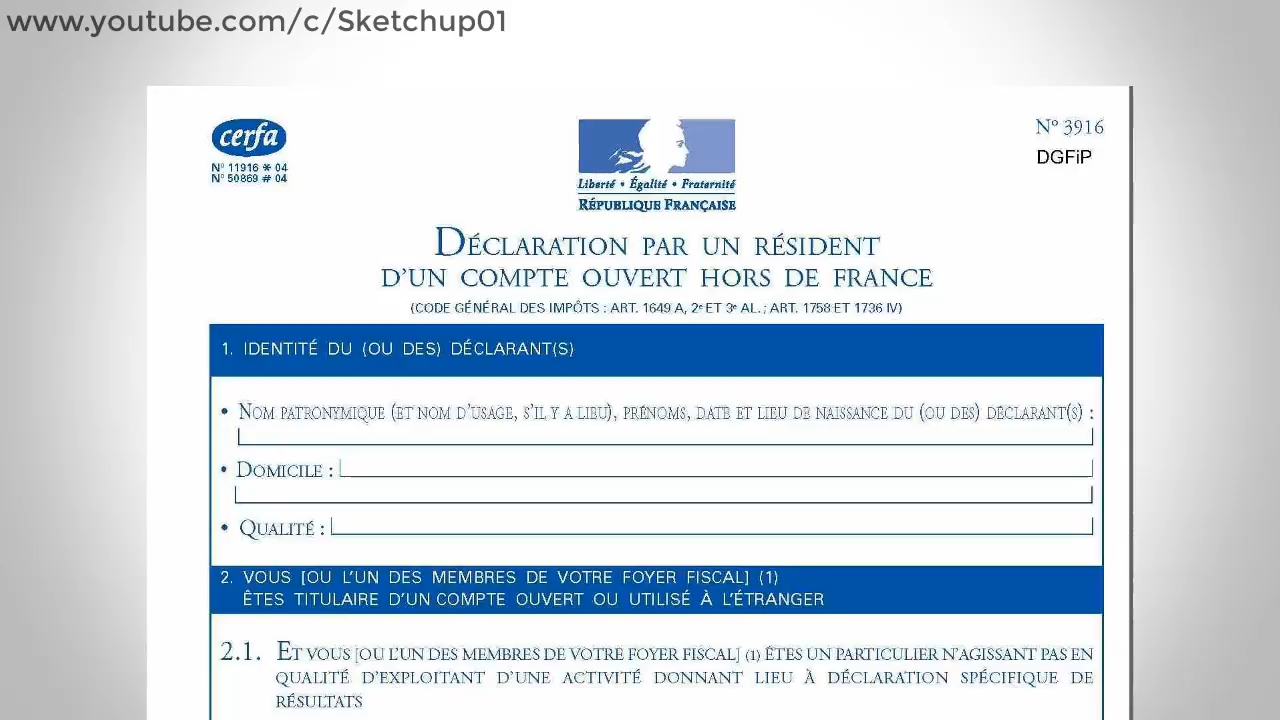 www.youtube.com/c/Sketchup01
cerfa
N° 11916 * 04
N° 50869 # 04
Liberté • Égalité • Fraternité
RÉPUBLIQUE FRANÇAISE
N° 3916
DGFiP
DÉCLARATION PAR UN RÉSIDENT
D'UN COMPTE OUVERT HORS DE FRANCE
(CODE GÉNÉRAL DES IMPÔTS : ART. 1649 A, 2e ET 3e AL. ; ART. 1758 ET 1736 IV)
1. IDENTITÉ DU (OU DES) DÉCLARANT(S)
• NOM PATRONYMIQUE (ET NOM D'USAGE, S'IL Y A LIEU), PRÉNOMS, DATE ET LIEU DE NAISSANCE DU (OU DES) DÉCLARANT(S) :
• DOMICILE :
• QUALITÉ :
2. VOUS [OU L'UN DES MEMBRES DE VOTRE FOYER FISCAL] (1)
ÊTES TITULAIRE D'UN COMPTE OUVERT OU UTILISÉ À L'ÉTRANGER
2.1. ET VOUS [OU L'UN DES MEMBRES DE VOTRE FOYER FISCAL] (1) ÊTES UN PARTICULIER N'AGISSANT PAS EN
QUALITÉ D'EXPLOITANT D'UNE ACTIVITÉ DONNANT LIEU À DÉCLARATION SPÉCIFIQUE DE
RÉSULTATS